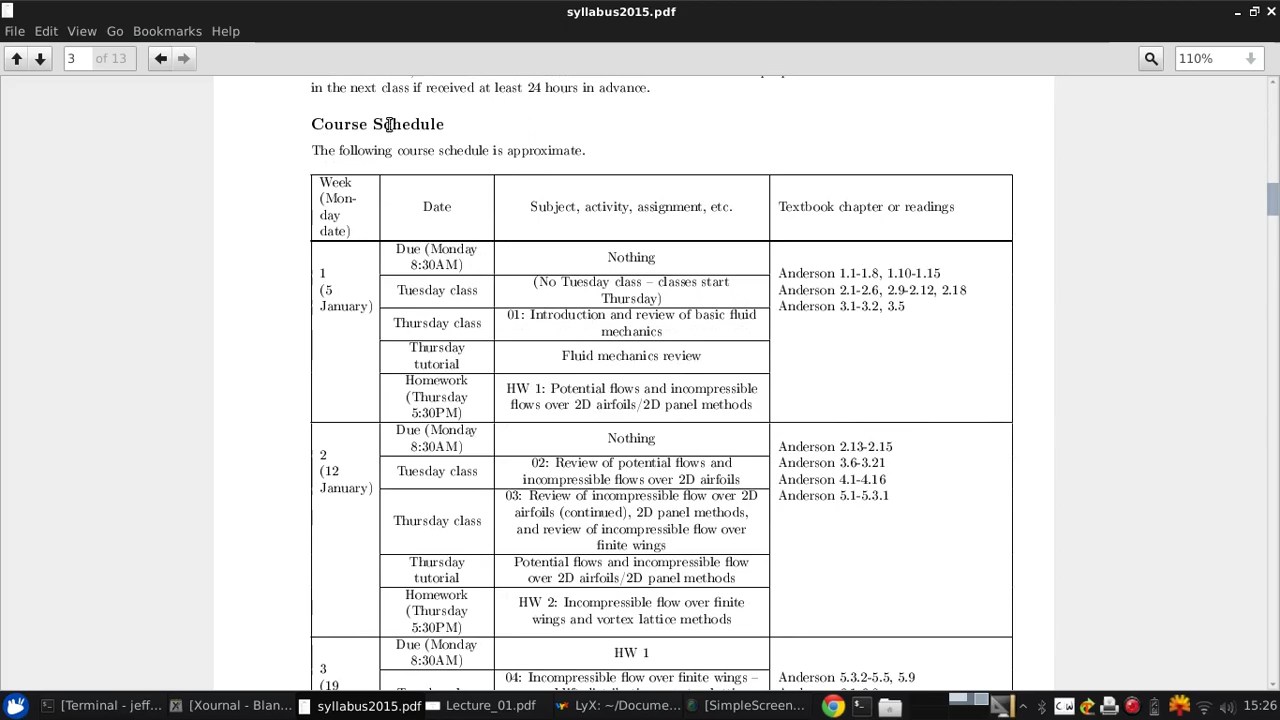 syllabus2015.pdf
File Edit View Go Bookmarks Help
3 of 13
110%
in the next class if received at least 24 hours in advance.
Course Schedule
The following course schedule is approximate.
Week
(Mon-
day
date)
Date
Subject, activity, assignment, etc.
Textbook chapter or readings
1
(5
January)
Due (Monday
8:30AM)
Nothing
Tuesday class
(No Tuesday class – classes start
Thursday)
Thursday class
01: Introduction and review of basic fluid
mechanics
Thursday
tutorial
Fluid mechanics review
Homework
(Thursday
5:30PM)
HW 1: Potential flows and incompressible
flows over 2D airfoils/2D panel methods
Anderson 1.1-1.8, 1.10-1.15
Anderson 2.1-2.6, 2.9-2.12, 2.18
Anderson 3.1-3.2, 3.5
2
(12
January)
Due (Monday
8:30AM)
Nothing
Tuesday class
02: Review of potential flows and
incompressible flows over 2D airfoils
Thursday class
03: Review of incompressible flow over 2D
airfoils (continued), 2D panel methods,
and review of incompressible flow over
finite wings
Thursday
tutorial
Potential flows and incompressible flow
over 2D airfoils/2D panel methods
Homework
(Thursday
5:30PM)
HW 2: Incompressible flow over finite
wings and vortex lattice methods
Anderson 2.13-2.15
Anderson 3.6-3.21
Anderson 4.1-4.16
Anderson 5.1-5.3.1
3
(19
Due (Monday
8:30AM)
HW 1
04: Incompressible flow over finite wings –
Anderson 5.3.2-5.5, 5.9
[Terminal - jeff... [Xournal - Blan... syllabus2015.pdf Lecture_01.pdf LyX: ~/Docume... [SimpleScreen... CW 15:26